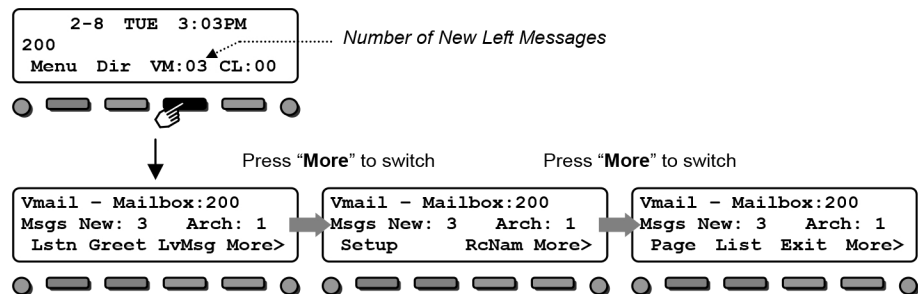 2-8 TUE 3:03PM
200
Menu Dir VM:03 CL:00
Number of New Left Messages
Press “More” to switch
Press “More” to switch
Vmail – Mailbox:200
Msgs New: 3 Arch: 1
Lstn Greet LvMsg More>
Vmail – Mailbox:200
Msgs New: 3 Arch: 1
Setup RcNam More>
Vmail – Mailbox:200
Msgs New: 3 Arch: 1
Page List Exit More>